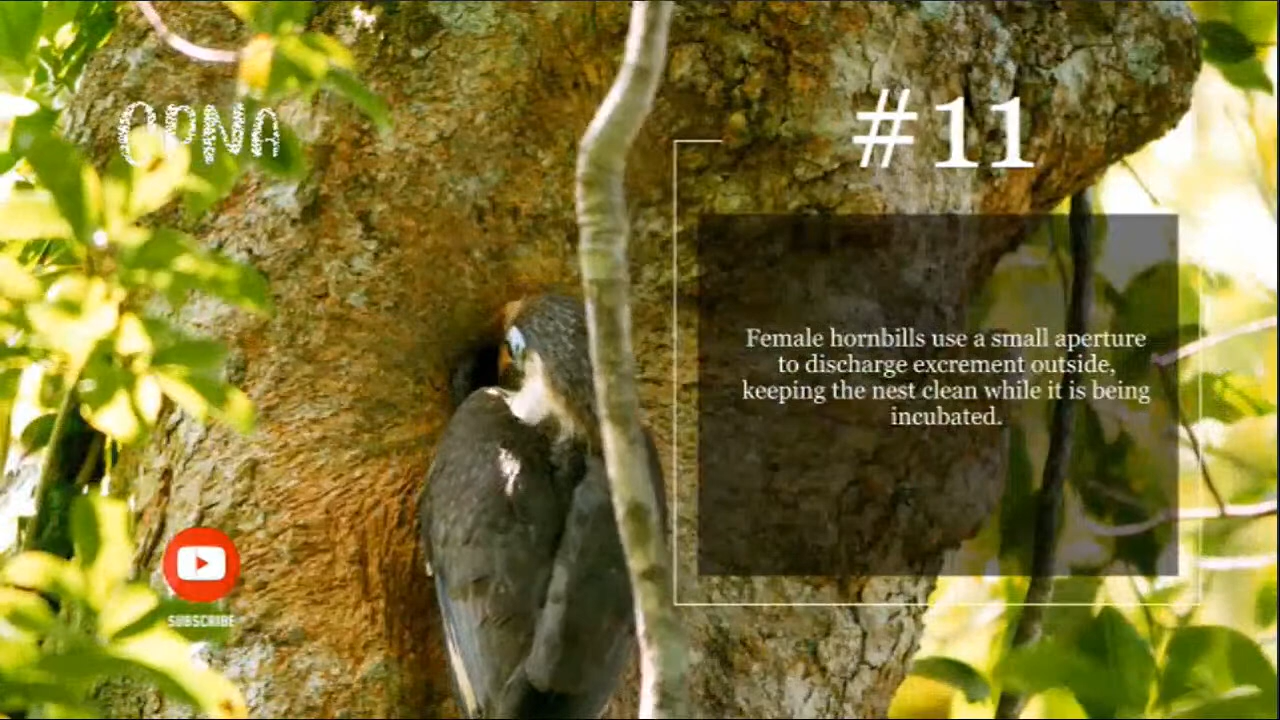 OPNA
#11
Female hornbills use a small aperture
to discharge excrement outside,
keeping the nest clean while it is being
incubated.
SUBSCRIBE